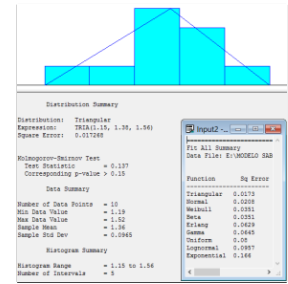 Distribution Summary
Distribution: Triangular
Expression: TRIA(1.15, 1.38, 1.56)
Square Error: 0.017268
Kolmogorov-Smirnov Test
Test Statistic = 0.137
Corresponding p-value > 0.15
Data Summary
Number of Data Points = 10
Min Data Value = 1.19
Max Data Value = 1.52
Sample Mean = 1.36
Sample Std Dev = 0.0965
Histogram Summary
Histogram Range = 1.15 to 1.56
Number of Intervals = 5
Input2 -...
Fit All Summary
Data File: E:\MODELO SAB
Function Sq Error
Triangular 0.0173
Normal 0.0208
Weibull 0.0351
Beta 0.0351
Erlang 0.0629
Gamma 0.0645
Uniform 0.08
Lognormal 0.0957
Exponential 0.166